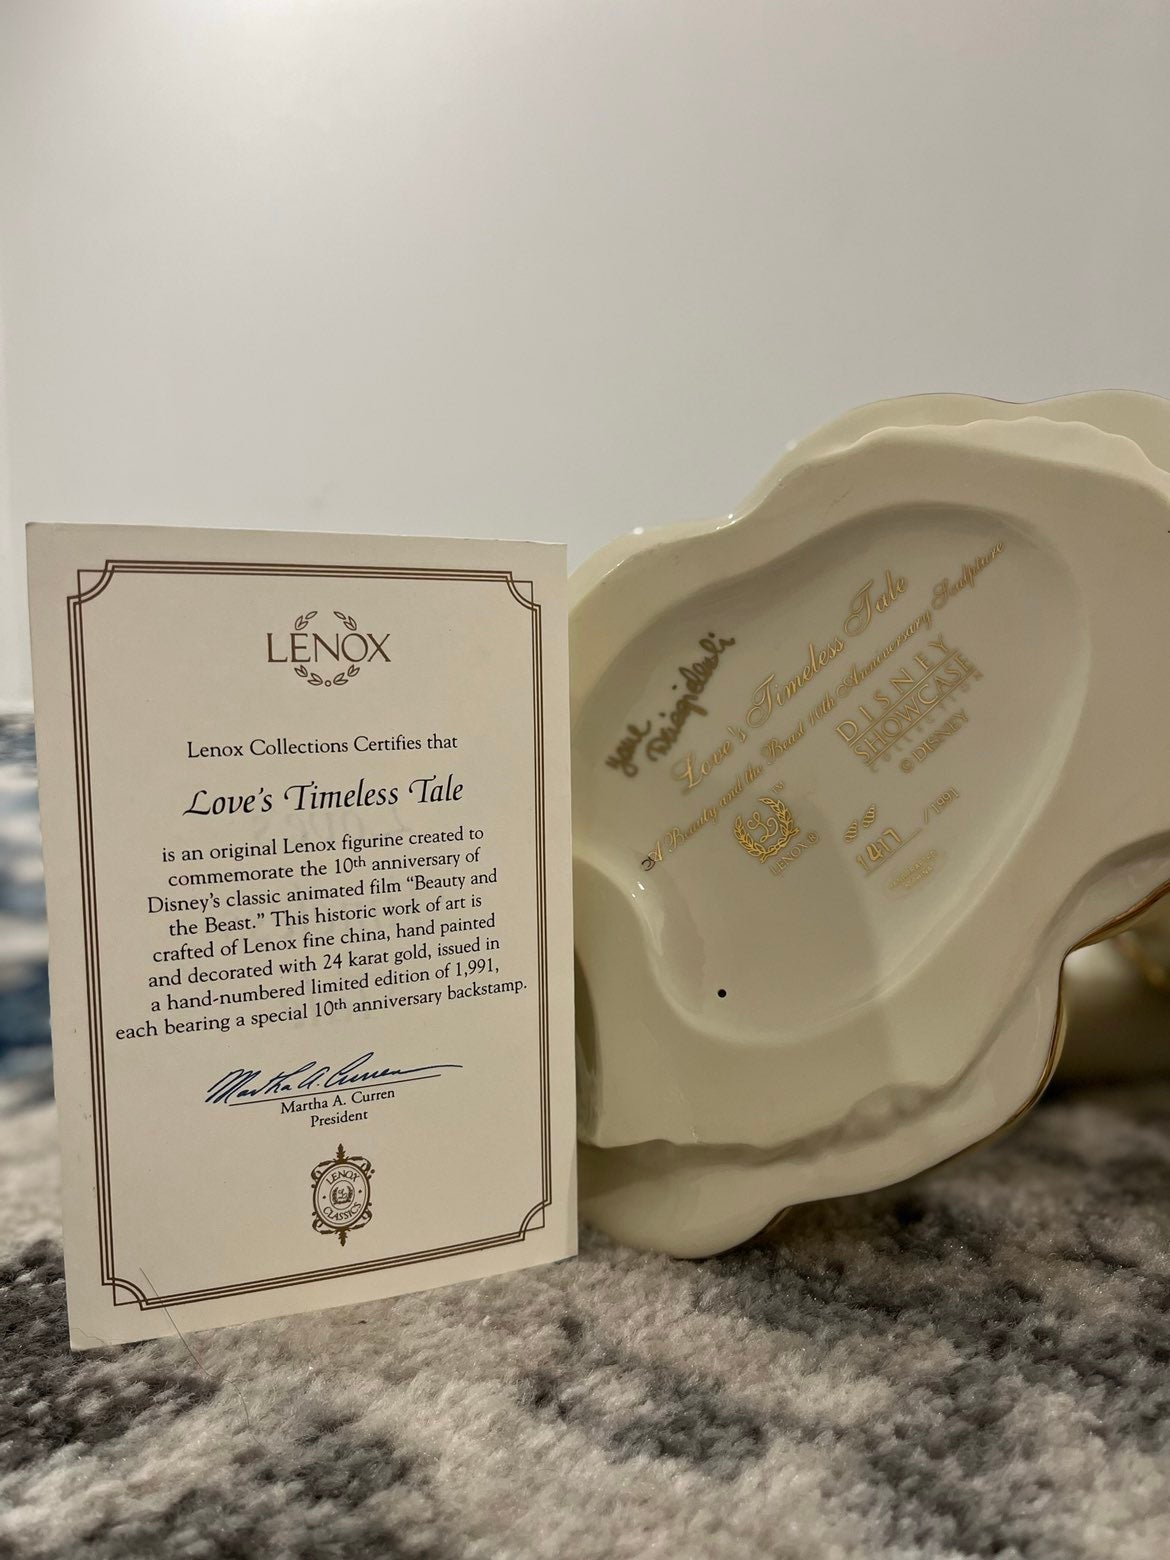 LENOX
Lenox Collections Certifies that
Love's Timeless Tale
is an original Lenox figurine created to
commemorate the 10th anniversary of
Disney's classic animated film "Beauty and
the Beast." This historic work of art is
crafted of Lenox fine china, hand painted
and decorated with 24 karat gold, issued in
a hand-numbered limited edition of 1,991,
each bearing a special 10th anniversary backstamp.
Martha A. Curren
Martha A. Curren
President
LENOX
CLASSICS
Love's Timeless Tale
A Beauty and the Beast 10th Anniversary Sculpture
DISNEY
SHOWCASE
COLLECTION
© DISNEY
TM
LENOX®
/1991